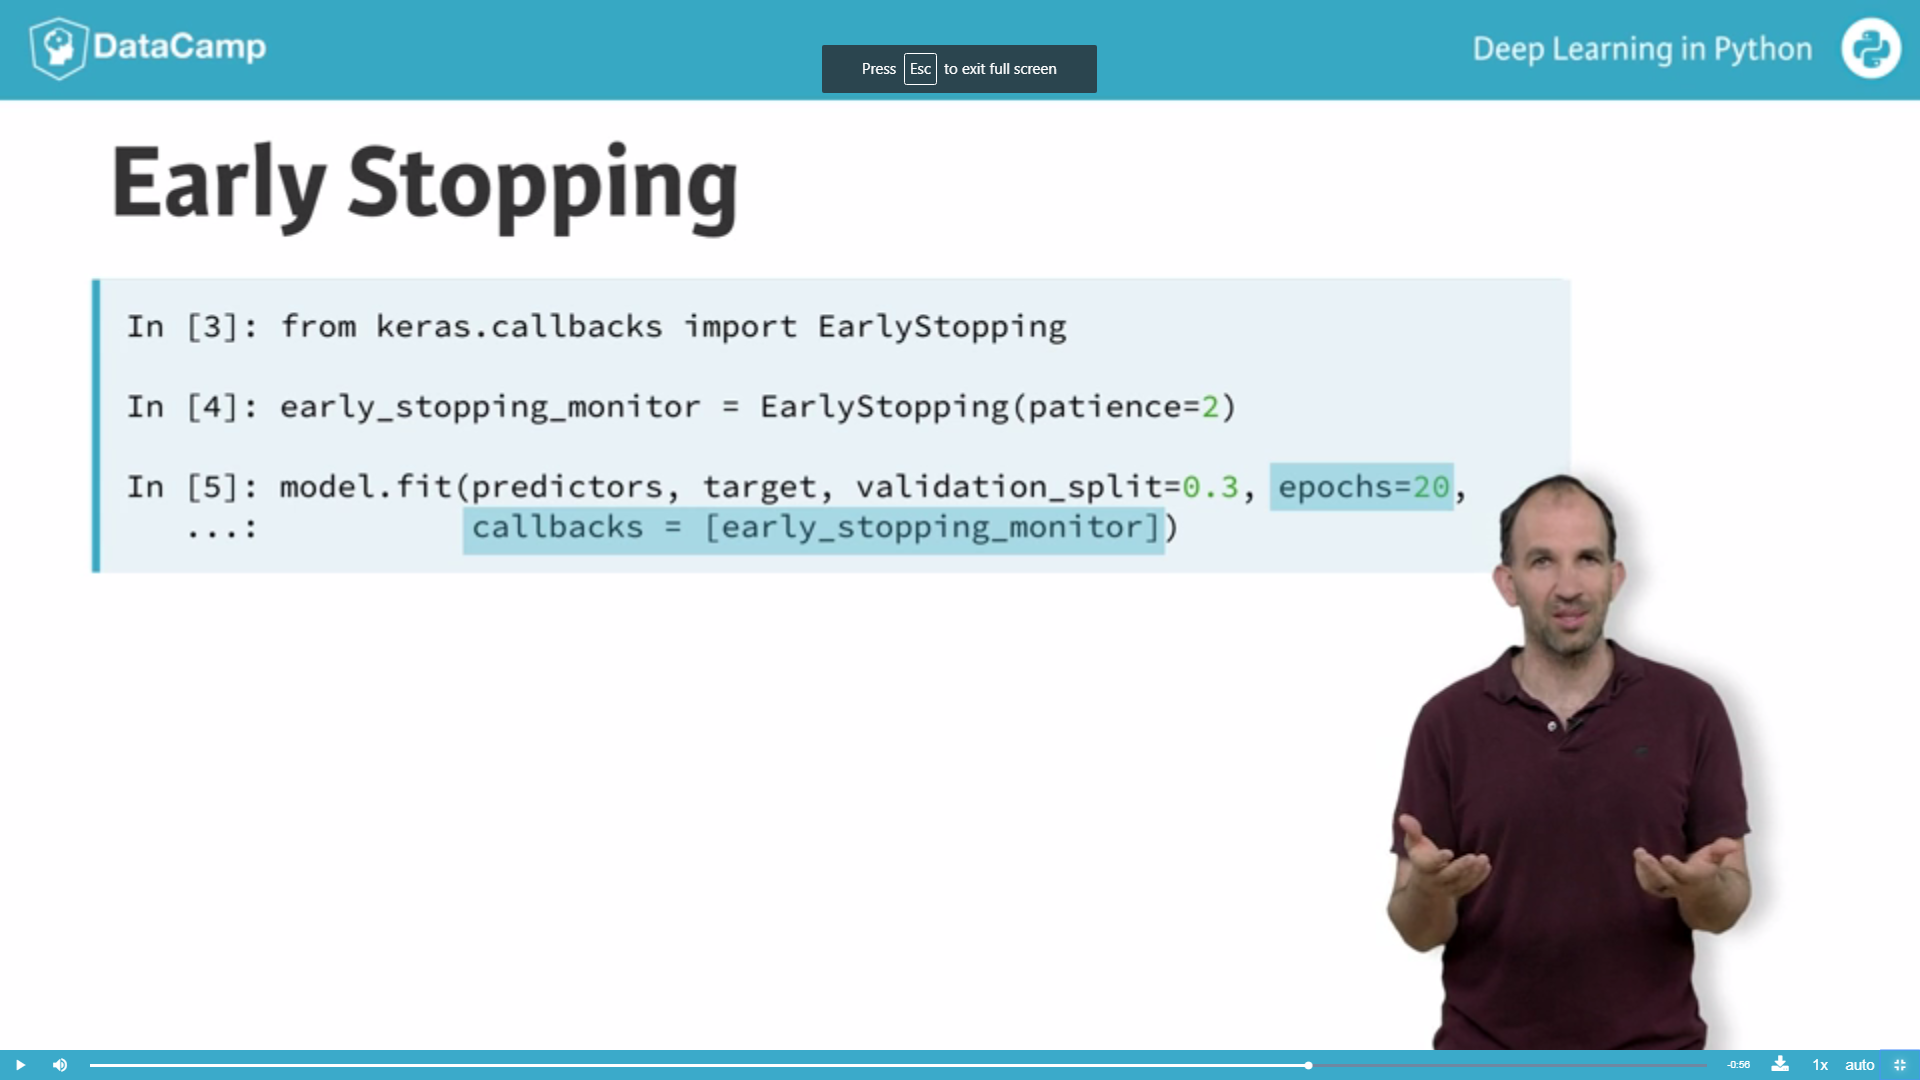 DataCamp
Deep Learning in Python
Press Esc to exit full screen
Early Stopping
In [3]: from keras.callbacks import EarlyStopping
In [4]: early_stopping_monitor = EarlyStopping(patience=2)
In [5]: model.fit(predictors, target, validation_split=0.3, epochs=20,
...: callbacks = [early_stopping_monitor])
-0:56
1x
auto